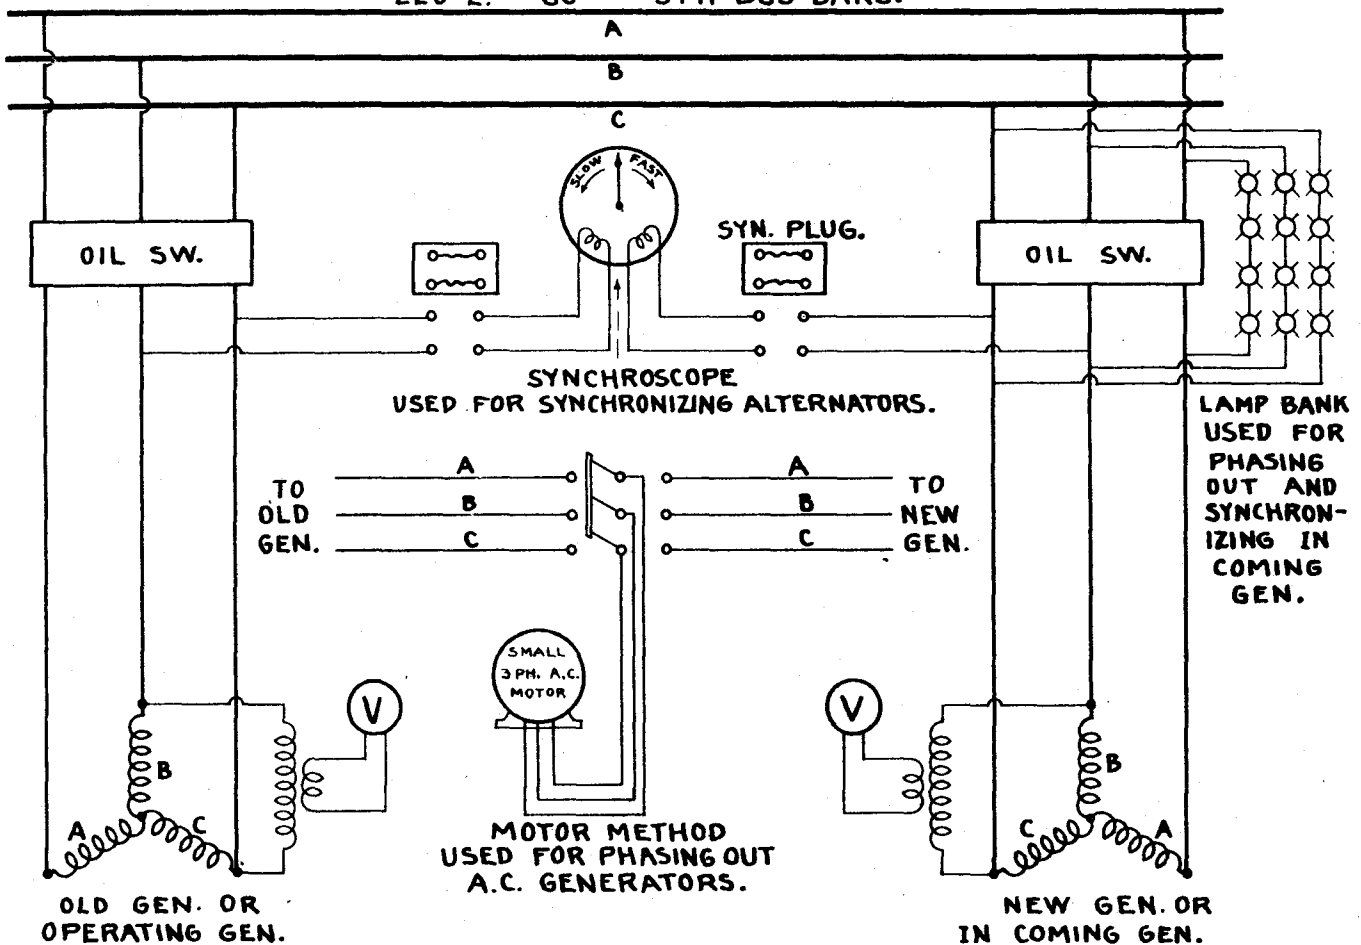 A
B
C
SLOW FAST
OIL SW.
SYN. PLUG.
OIL SW.
SYNCHROSCOPE
USED FOR SYNCHRONIZING ALTERNATORS.
LAMP BANK
USED FOR
PHASING
OUT AND
SYNCHRON-
IZING IN
COMING
GEN.
TO
OLD
GEN.
A
B
C
A
B
C
TO
NEW
GEN.
SMALL
3 PH. A.C.
MOTOR
V
V
B
A
C
B
C
A
MOTOR METHOD
USED FOR PHASING OUT
A.C. GENERATORS.
OLD GEN. OR
OPERATING GEN.
NEW GEN. OR
IN COMING GEN.